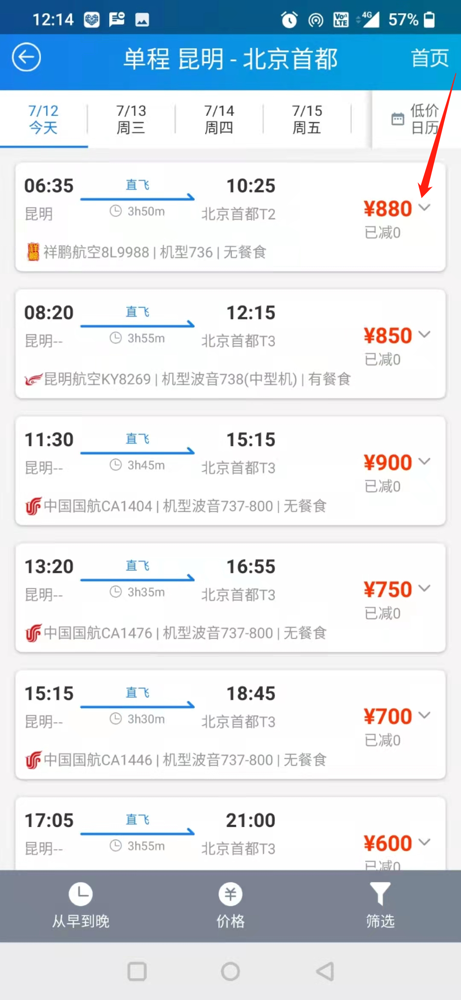 12:14
VoLTE 4G 57%
单程 昆明 - 北京首都 首页
7/12 7/13 7/14 7/15 低价
今天 周三 周四 周五 日历
06:35 直飞 10:25
昆明 3h50m 北京首都T2 ¥880
已减0
祥鹏航空8L9988 | 机型736 | 无餐食
08:20 直飞 12:15
昆明-- 3h55m 北京首都T3 ¥850
已减0
昆明航空KY8269 | 机型波音738(中型机) | 有餐食
11:30 直飞 15:15
昆明-- 3h45m 北京首都T3 ¥900
已减0
中国国航CA1404 | 机型波音737-800 | 无餐食
13:20 直飞 16:55
昆明-- 3h35m 北京首都T3 ¥750
已减0
中国国航CA1476 | 机型波音737-800 | 无餐食
15:15 直飞 18:45
昆明-- 3h30m 北京首都T3 ¥700
已减0
中国国航CA1446 | 机型波音737-800 | 无餐食
17:05 直飞 21:00
昆明-- 3h55m 北京首都T3 ¥600
已减0
从早到晚 价格 筛选